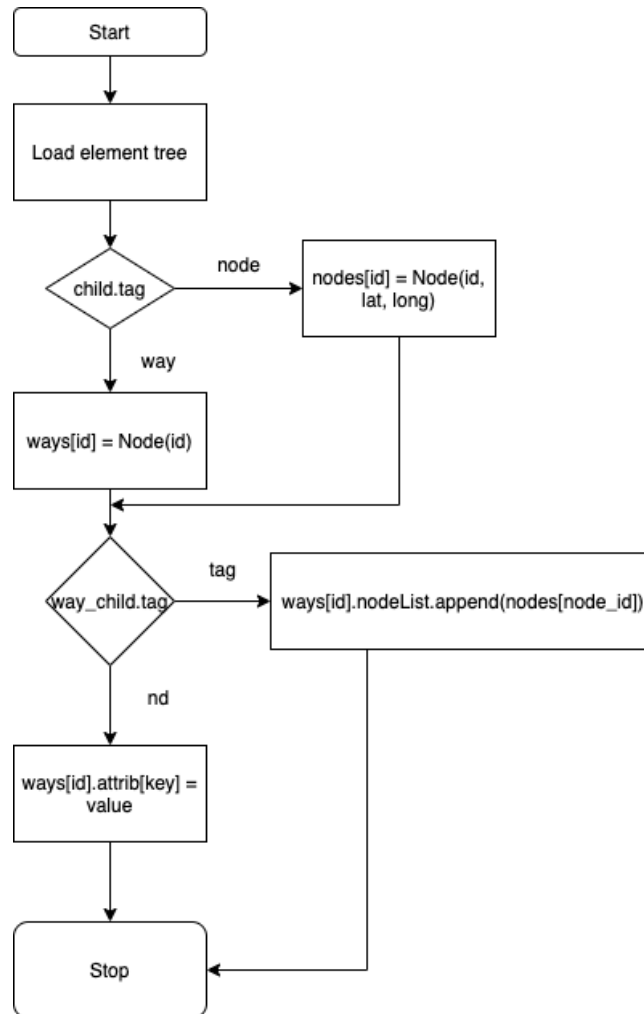 Start
Load element tree
child.tag
node
nodes[id] = Node(id,
lat, long)
way
ways[id] = Node(id)
way_child.tag
tag
ways[id].nodeList.append(nodes[node_id])
nd
ways[id].attrib[key] =
value
Stop